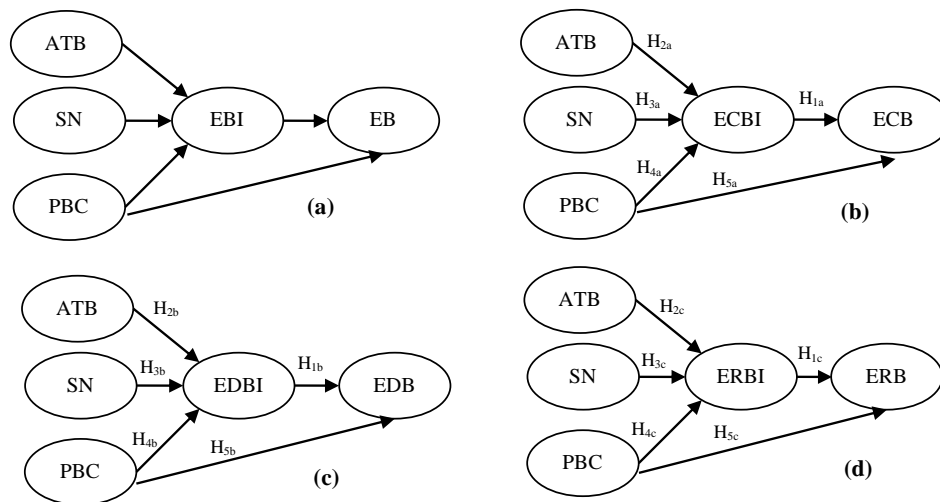 ATB
SN
EBI
EB
PBC
(a)
ATB
H2a
SN
H3a
ECBI
H1a
ECB
H4a
H5a
PBC
(b)
ATB
H2b
SN
H3b
EDBI
H1b
EDB
H4b
H5b
PBC
(c)
ATB
H2c
SN
H3c
ERBI
H1c
ERB
H4c
H5c
PBC
(d)